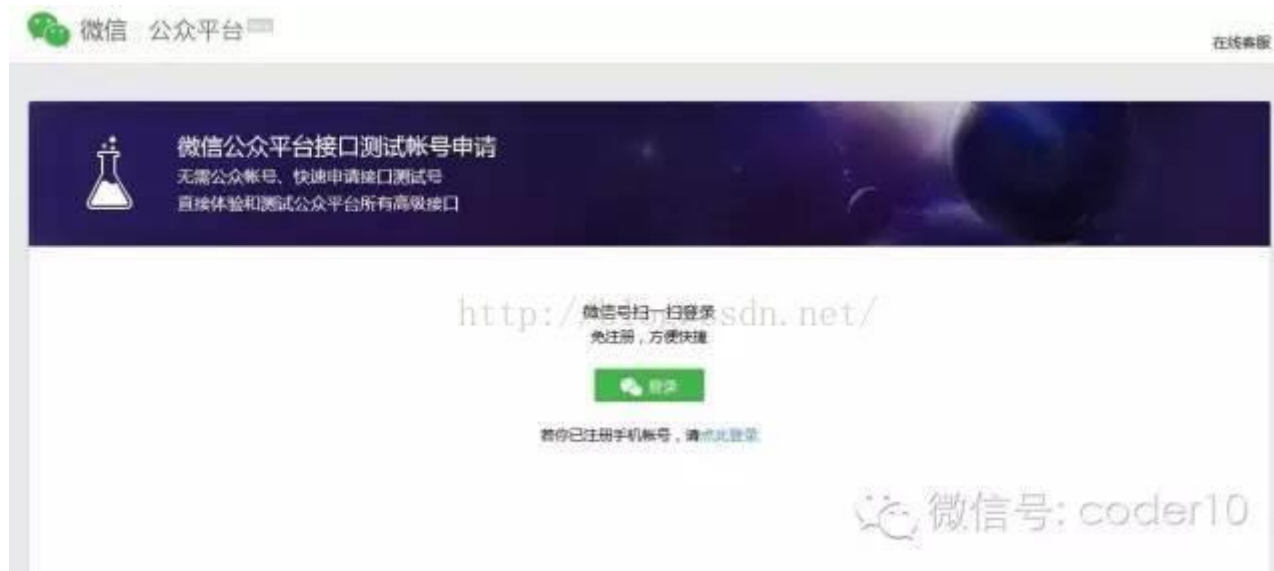 微信 公众平台
在线客服
微信公众平台接口测试帐号申请
无需公众帐号、快速申请接口测试号
直接体验和测试公众平台所有高级接口
http://blog.csdn.net/
微信号扫一扫登录
免注册，方便快捷
登录
若你已注册手机帐号，请点此登录
微信号: coder10